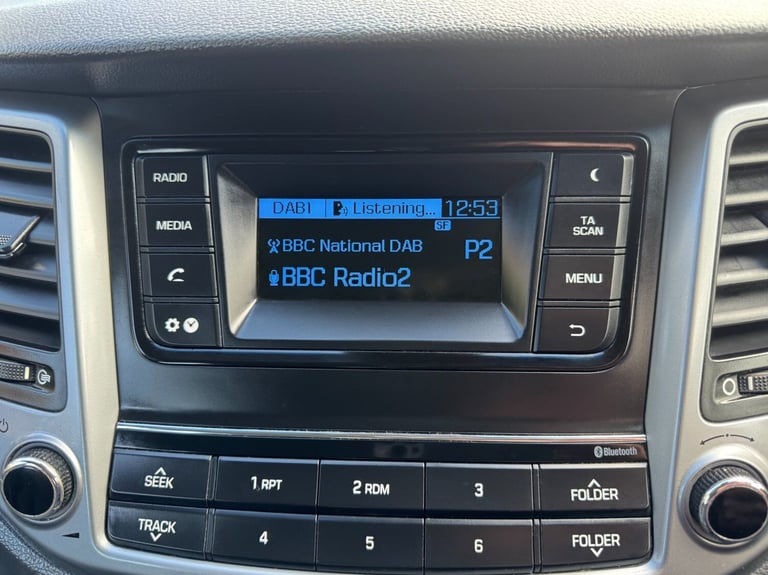 RADIO
MEDIA
DAB1 Listening... 12:53
SF
BBC National DAB P2
BBC Radio2
TA
SCAN
MENU
Bluetooth
SEEK
1 RPT
2 RDM
3
FOLDER
TRACK
4
5
6
FOLDER